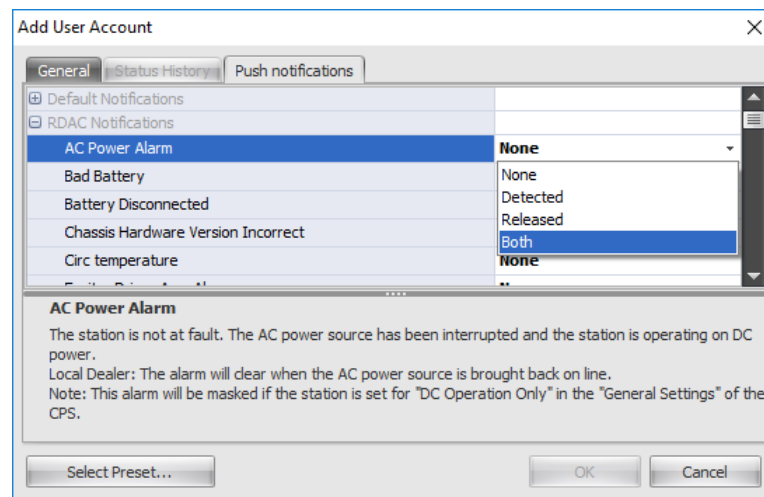 Add User Account
General Status History Push notifications
Default Notifications
RDAC Notifications
AC Power Alarm None
Bad Battery None
Battery Disconnected Detected
Chassis Hardware Version Incorrect Released
Both
Circ temperature None
AC Power Alarm
The station is not at fault. The AC power source has been interrupted and the station is operating on DC
power.
Local Dealer: The alarm will clear when the AC power source is brought back on line.
Note: This alarm will be masked if the station is set for "DC Operation Only" in the "General Settings" of the
CPS.
Select Preset... OK Cancel